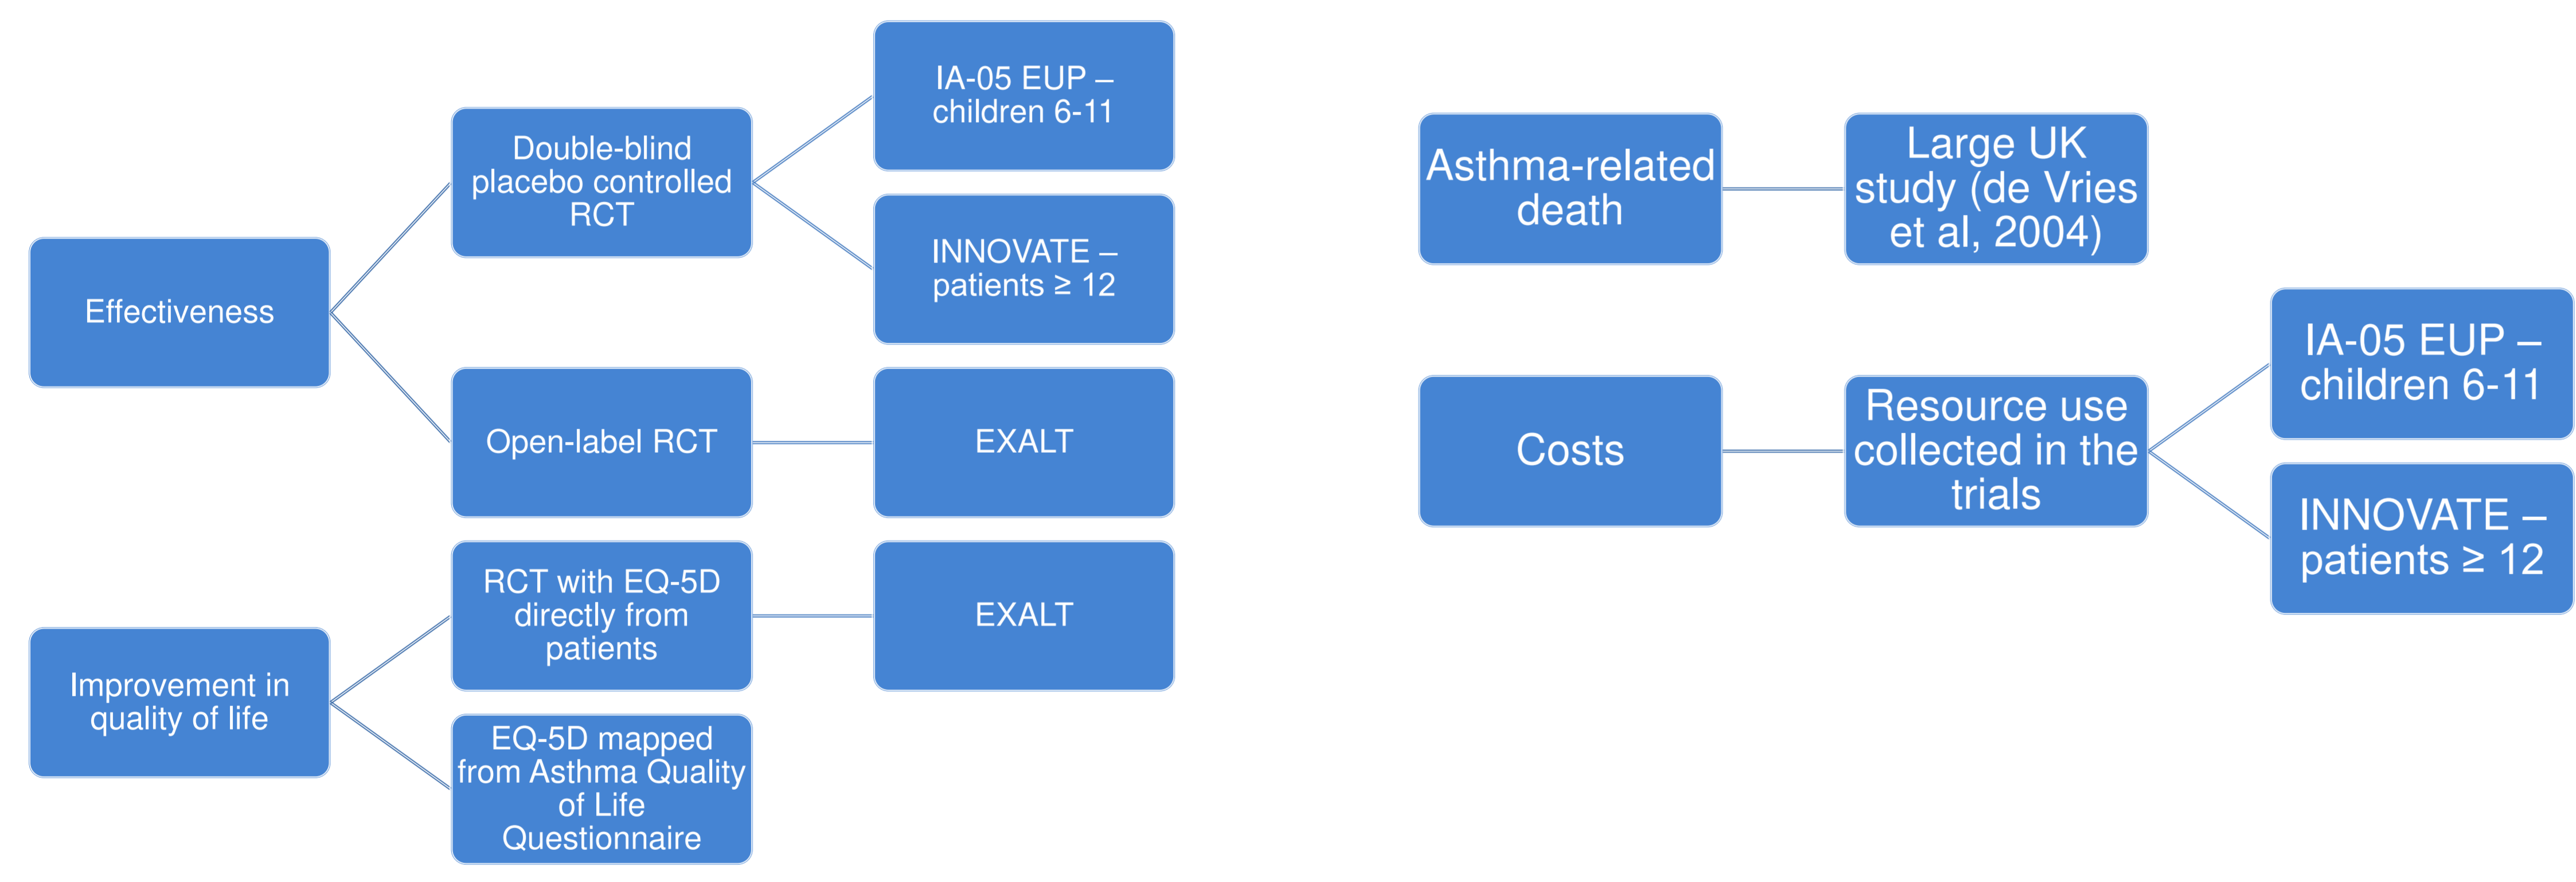 Effectiveness
Double-blind
placebo controlled
RCT
IA-05 EUP –
children 6-11
INNOVATE –
patients ≥ 12
Open-label RCT
EXALT
Improvement in
quality of life
RCT with EQ-5D
directly from
patients
EXALT
EQ-5D mapped
from Asthma Quality
of Life
Questionnaire
Asthma-related
death
Large UK
study (de Vries
et al, 2004)
Costs
Resource use
collected in the
trials
IA-05 EUP –
children 6-11
INNOVATE –
patients ≥ 12